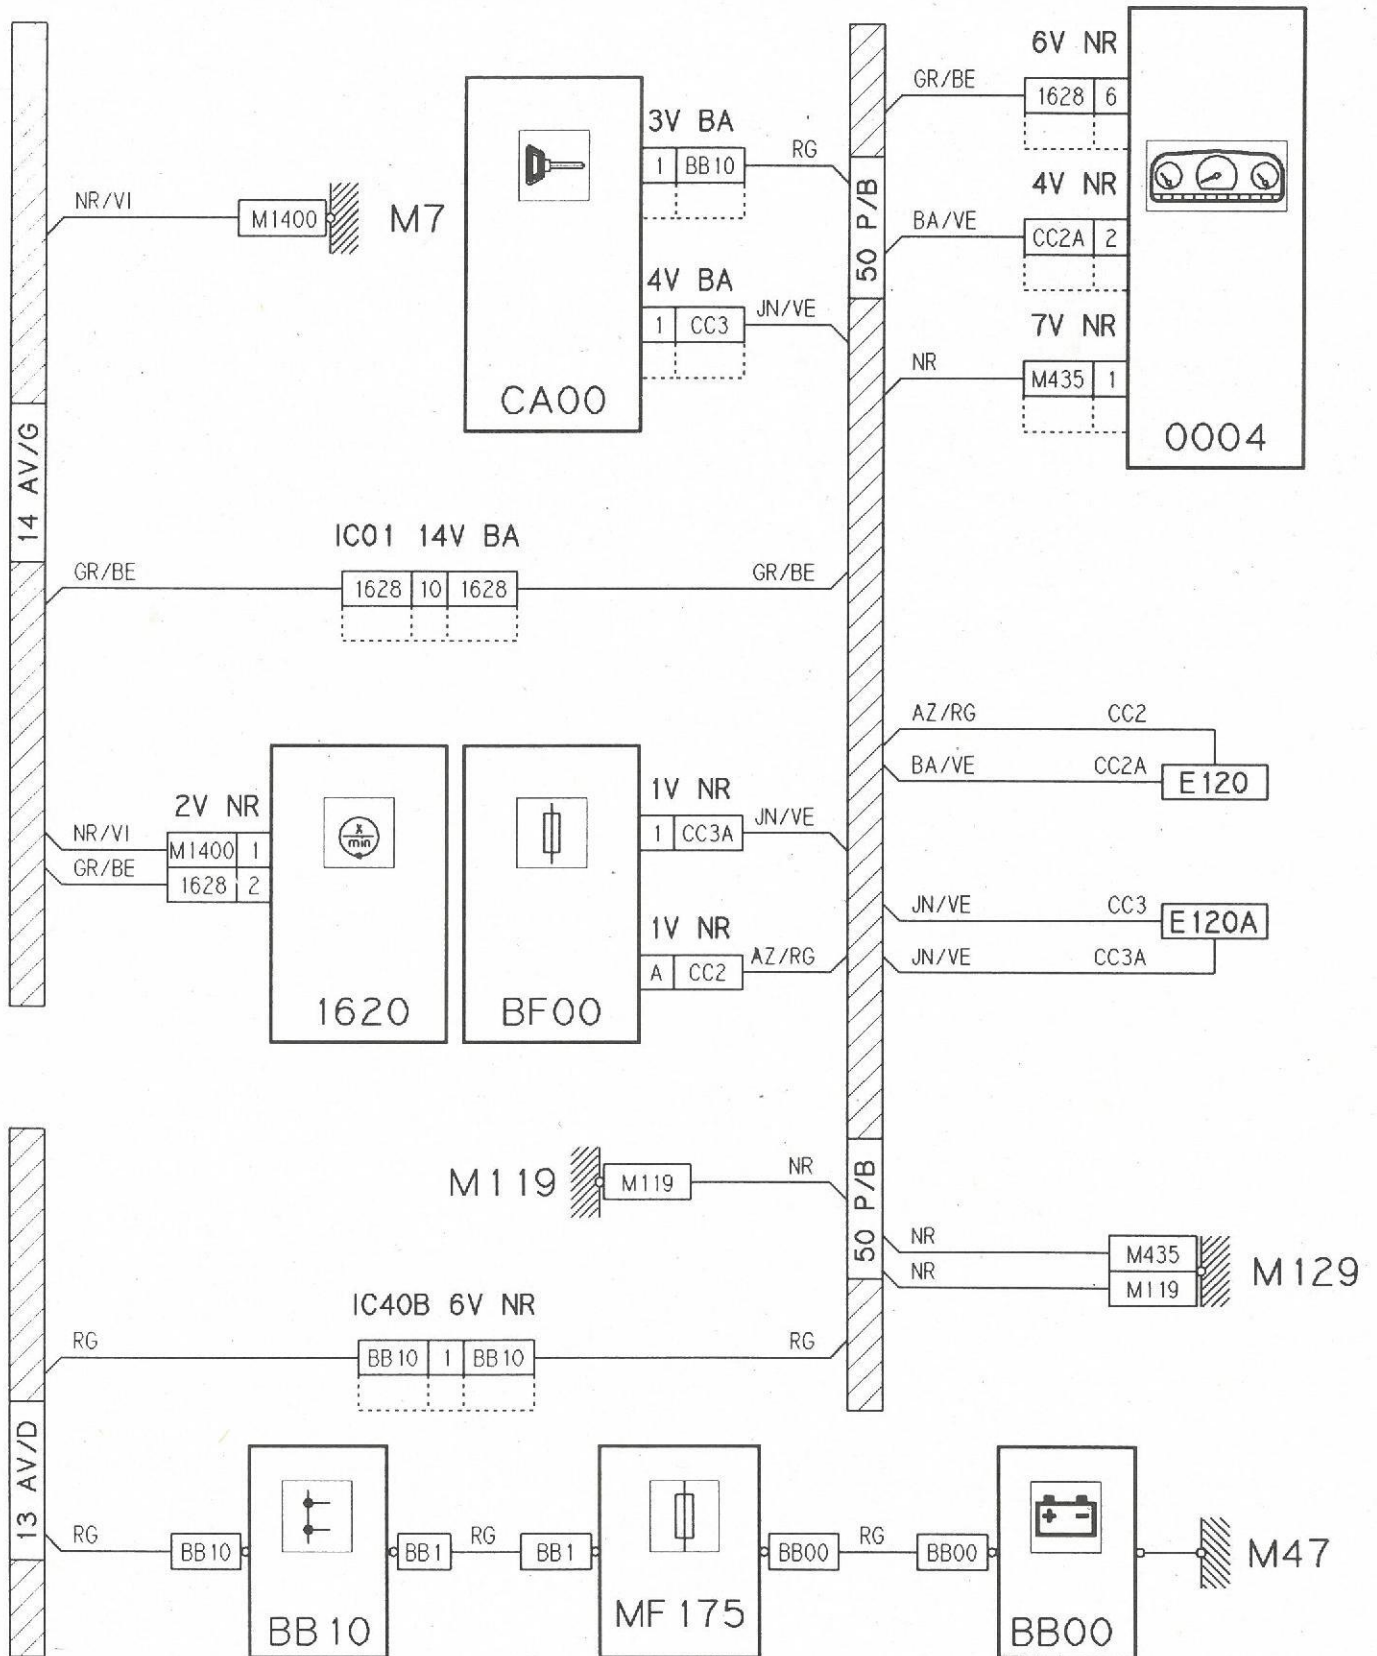 6V NR
GR/BE
1628 6
3V BA
1 BB10
RG
50 P/B
4V NR
BA/VE
CC2A 2
NR/VI
M1400
M7
4V BA
1 CC3
JN/VE
7V NR
NR
M435 1
CA00
0004
14 AV/G
IC01 14V BA
GR/BE
1628 10 1628
GR/BE
AZ/RG
CC2
BA/VE
CC2A
E120
2V NR
NR/VI
M1400 1
GR/BE
1628 2
x
min
1620
1V NR
1 CC3A
JN/VE
1V NR
A CC2
AZ/RG
BF00
JN/VE
CC3
E120A
JN/VE
CC3A
M119
M119
NR
50 P/B
NR
M435
NR
M119
M129
IC40B 6V NR
RG
BB10 1 BB10
RG
13 AV/D
RG
BB10
BB1
RG
BB1
BB00
RG
BB00
+ -
M47
BB10
MF175
BB00